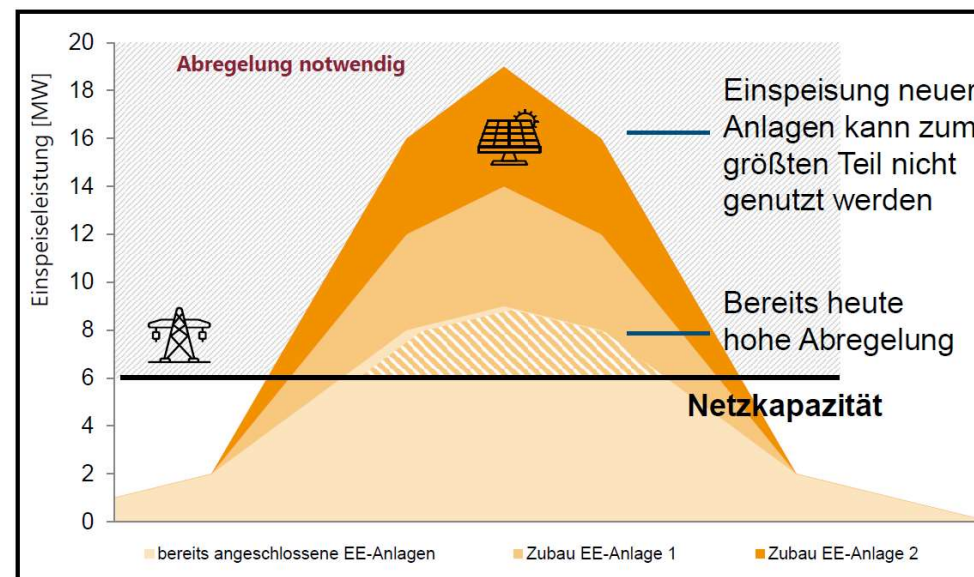 Einspeiseleistung [MW]
20
18
16
14
12
10
8
6
4
2
0
Abregelung notwendig
Einspeisung neuer
Anlagen kann zum
größten Teil nicht
genutzt werden
Bereits heute
hohe Abregelung
Netzkapazität
bereits angeschlossene EE-Anlagen
Zubau EE-Anlage 1
Zubau EE-Anlage 2